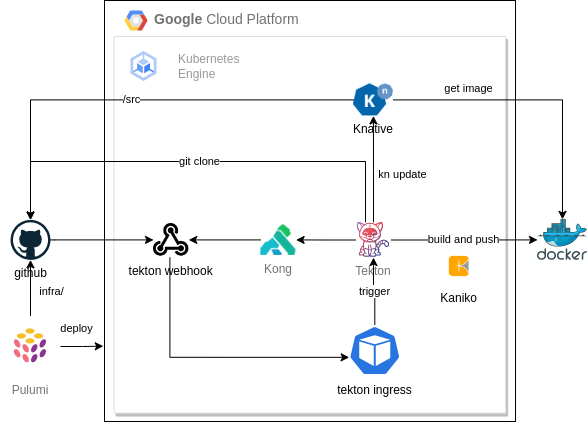 Google Cloud Platform
Kubernetes
Engine
get image
/src
n
K
Knative
git clone
kn update
github
tekton webhook
Kong
Tekton
build and push
docker
infra/
trigger
Kaniko
deploy
Pulumi
tekton ingress